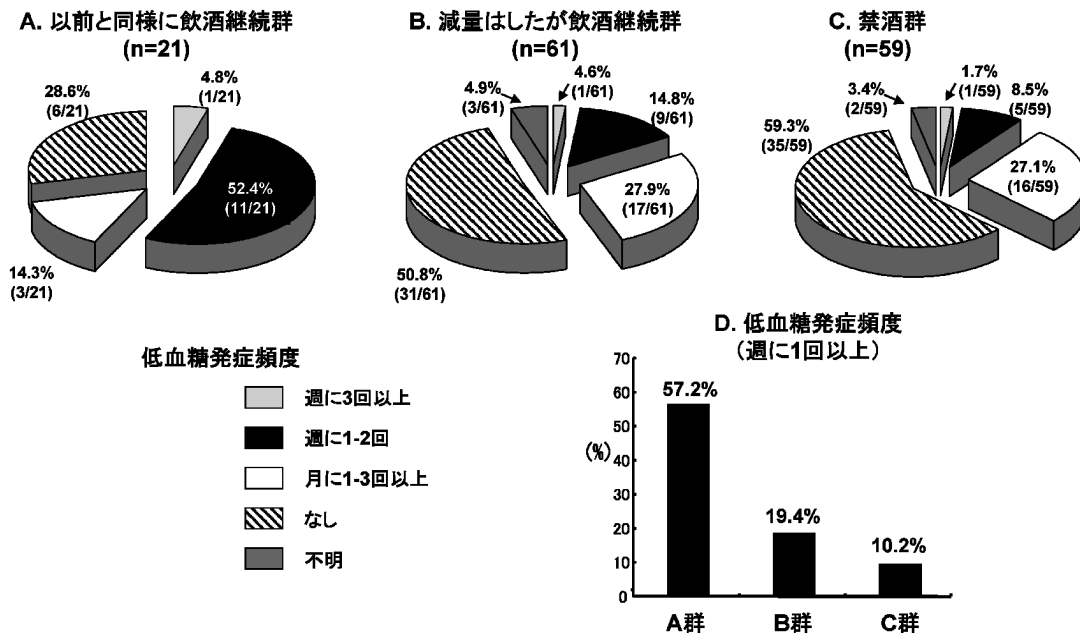 A. 以前と同様に飲酒継続群
(n=21)
4.8%
(1/21)
28.6%
(6/21)
52.4%
(11/21)
14.3%
(3/21)
B. 減量はしたが飲酒継続群
(n=61)
4.9%
(3/61)
4.6%
(1/61)
14.8%
(9/61)
27.9%
(17/61)
50.8%
(31/61)
C. 禁酒群
(n=59)
3.4%
(2/59)
1.7%
(1/59)
8.5%
(5/59)
59.3%
(35/59)
27.1%
(16/59)
低血糖発症頻度
週に3回以上
週に1-2回
月に1-3回以上
なし
不明
D. 低血糖発症頻度
（週に1回以上）
(%)
70
60
50
40
30
20
10
0
57.2%
19.4%
10.2%
A群
B群
C群